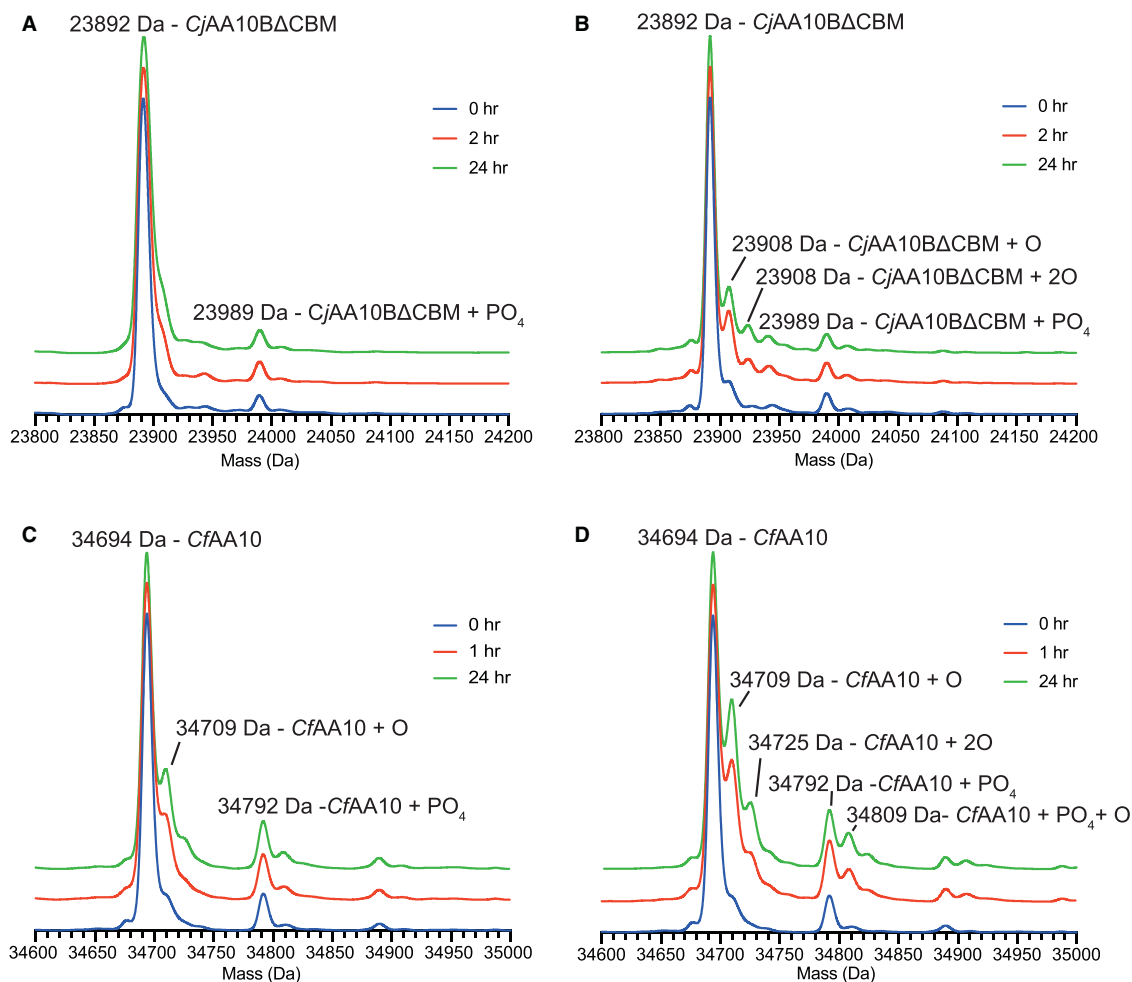 A
23892 Da - CjAA10BΔCBM
0 hr
2 hr
24 hr
23989 Da - CjAA10BΔCBM + PO4
23800 23850 23900 23950 24000 24050 24100 24150 24200
Mass (Da)
B
23892 Da - CjAA10BΔCBM
0 hr
2 hr
24 hr
23908 Da - CjAA10BΔCBM + O
23908 Da - CjAA10BΔCBM + 2O
23989 Da - CjAA10BΔCBM + PO4
23800 23850 23900 23950 24000 24050 24100 24150 24200
Mass (Da)
C
34694 Da - CfAA10
0 hr
1 hr
24 hr
34709 Da - CfAA10 + O
34792 Da -CfAA10 + PO4
34600 34650 34700 34750 34800 34850 34900 34950 35000
Mass (Da)
D
34694 Da - CfAA10
0 hr
1 hr
24 hr
34709 Da - CfAA10 + O
34725 Da - CfAA10 + 2O
34792 Da -CfAA10 + PO4
34809 Da- CfAA10 + PO4+ O
34600 34650 34700 34750 34800 34850 34900 34950 35000
Mass (Da)